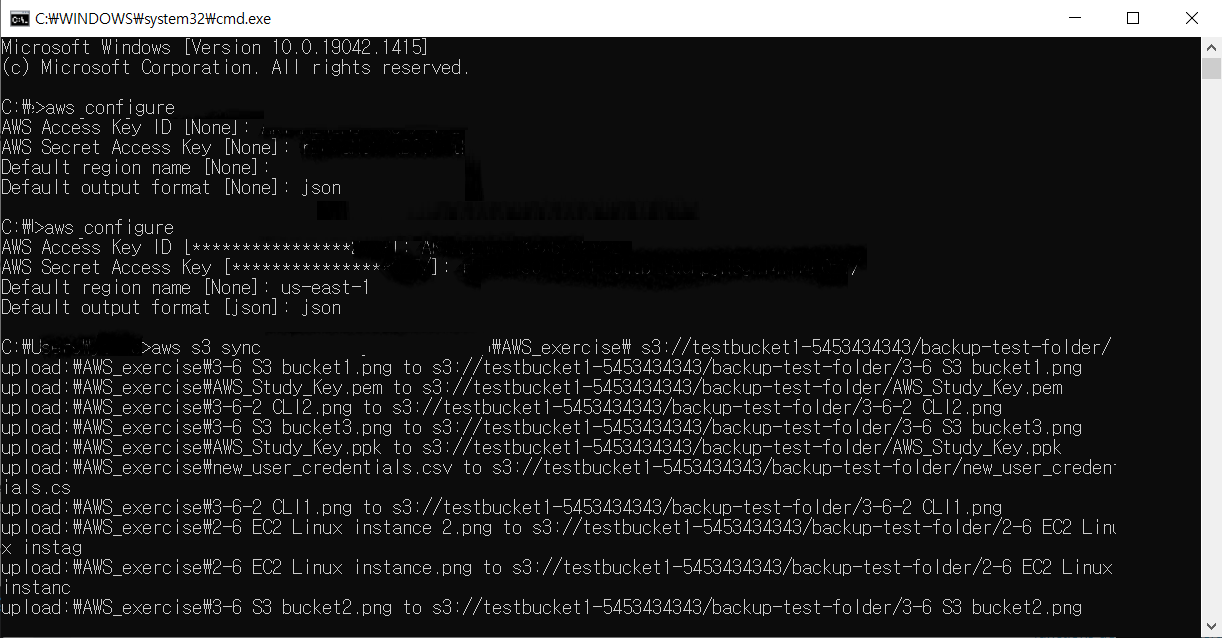 C:₩WINDOWS₩system32₩cmd.exe
Microsoft Windows [Version 10.0.19042.1415]
(c) Microsoft Corporation. All rights reserved.
C:₩>aws configure
AWS Access Key ID [None]:
AWS Secret Access Key [None]:
Default region name [None]:
Default output format [None]: json
C:₩>aws configure
AWS Access Key ID [****************
AWS Secret Access Key [**************** ]:
Default region name [None]: us-east-1
Default output format [json]: json
C:₩ >aws s3 sync ₩AWS_exercise₩ s3://testbucket1-5453434343/backup-test-folder/
upload:₩AWS_exercise₩3-6 S3 bucket1.png to s3://testbucket1-5453434343/backup-test-folder/3-6 S3 bucket1.png
upload:₩AWS_exercise₩AWS_Study_Key.pem to s3://testbucket1-5453434343/backup-test-folder/AWS_Study_Key.pem
upload:₩AWS_exercise₩3-6-2 CLI2.png to s3://testbucket1-5453434343/backup-test-folder/3-6-2 CLI2.png
upload:₩AWS_exercise₩3-6 S3 bucket3.png to s3://testbucket1-5453434343/backup-test-folder/3-6 S3 bucket3.png
upload:₩AWS_exercise₩AWS_Study_Key.ppk to s3://testbucket1-5453434343/backup-test-folder/AWS_Study_Key.ppk
upload:₩AWS_exercise₩new_user_credentials.csv to s3://testbucket1-5453434343/backup-test-folder/new_user_creden
ials.cs
upload:₩AWS_exercise₩3-6-2 CLI1.png to s3://testbucket1-5453434343/backup-test-folder/3-6-2 CLI1.png
upload:₩AWS_exercise₩2-6 EC2 Linux instance 2.png to s3://testbucket1-5453434343/backup-test-folder/2-6 EC2 Linu
x instag
upload:₩AWS_exercise₩2-6 EC2 Linux instance.png to s3://testbucket1-5453434343/backup-test-folder/2-6 EC2 Linux
instanc
upload:₩AWS_exercise₩3-6 S3 bucket2.png to s3://testbucket1-5453434343/backup-test-folder/3-6 S3 bucket2.png